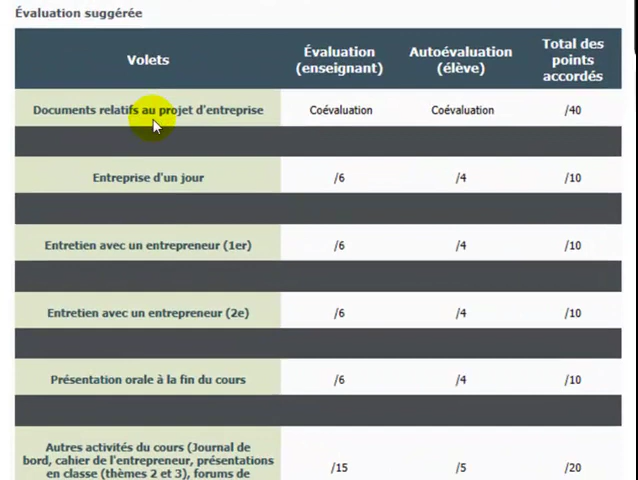 Évaluation suggérée
Volets
Évaluation
(enseignant)
Autoévaluation
(élève)
Total des
points
accordés
Documents relatifs au projet d'entreprise
Coévaluation
Coévaluation
/40
Entreprise d'un jour
/6
/4
/10
Entretien avec un entrepreneur (1er)
/6
/4
/10
Entretien avec un entrepreneur (2e)
/6
/4
/10
Présentation orale à la fin du cours
/6
/4
/10
Autres activités du cours (Journal de
bord, cahier de l'entrepreneur, présentations
en classe (thèmes 2 et 3), forums de
/15
/5
/20